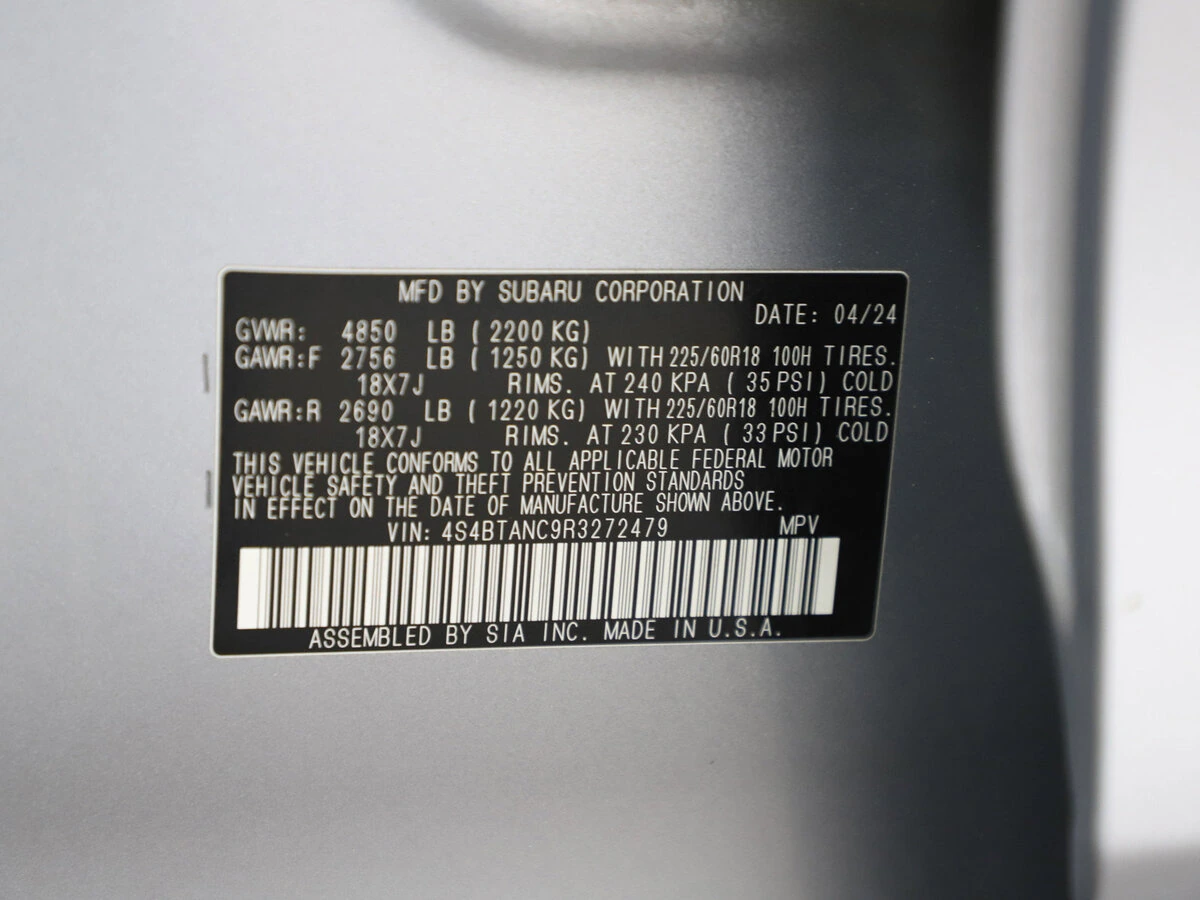 MFD BY SUBARU CORPORATION
DATE: 04/24
GVWR: 4850 LB ( 2200 KG)
GAWR:F 2756 LB ( 1250 KG) WITH 225/60R18 100H TIRES.
18X7J RIMS. AT 240 KPA ( 35 PSI) COLD
GAWR:R 2690 LB ( 1220 KG) WITH 225/60R18 100H TIRES.
18X7J RIMS. AT 230 KPA ( 33 PSI) COLD
THIS VEHICLE CONFORMS TO ALL APPLICABLE FEDERAL MOTOR
VEHICLE SAFETY AND THEFT PREVENTION STANDARDS
IN EFFECT ON THE DATE OF MANUFACTURE SHOWN ABOVE.
VIN: 4S4BTANC9R3272479 MPV
ASSEMBLED BY SIA INC. MADE IN U.S.A.